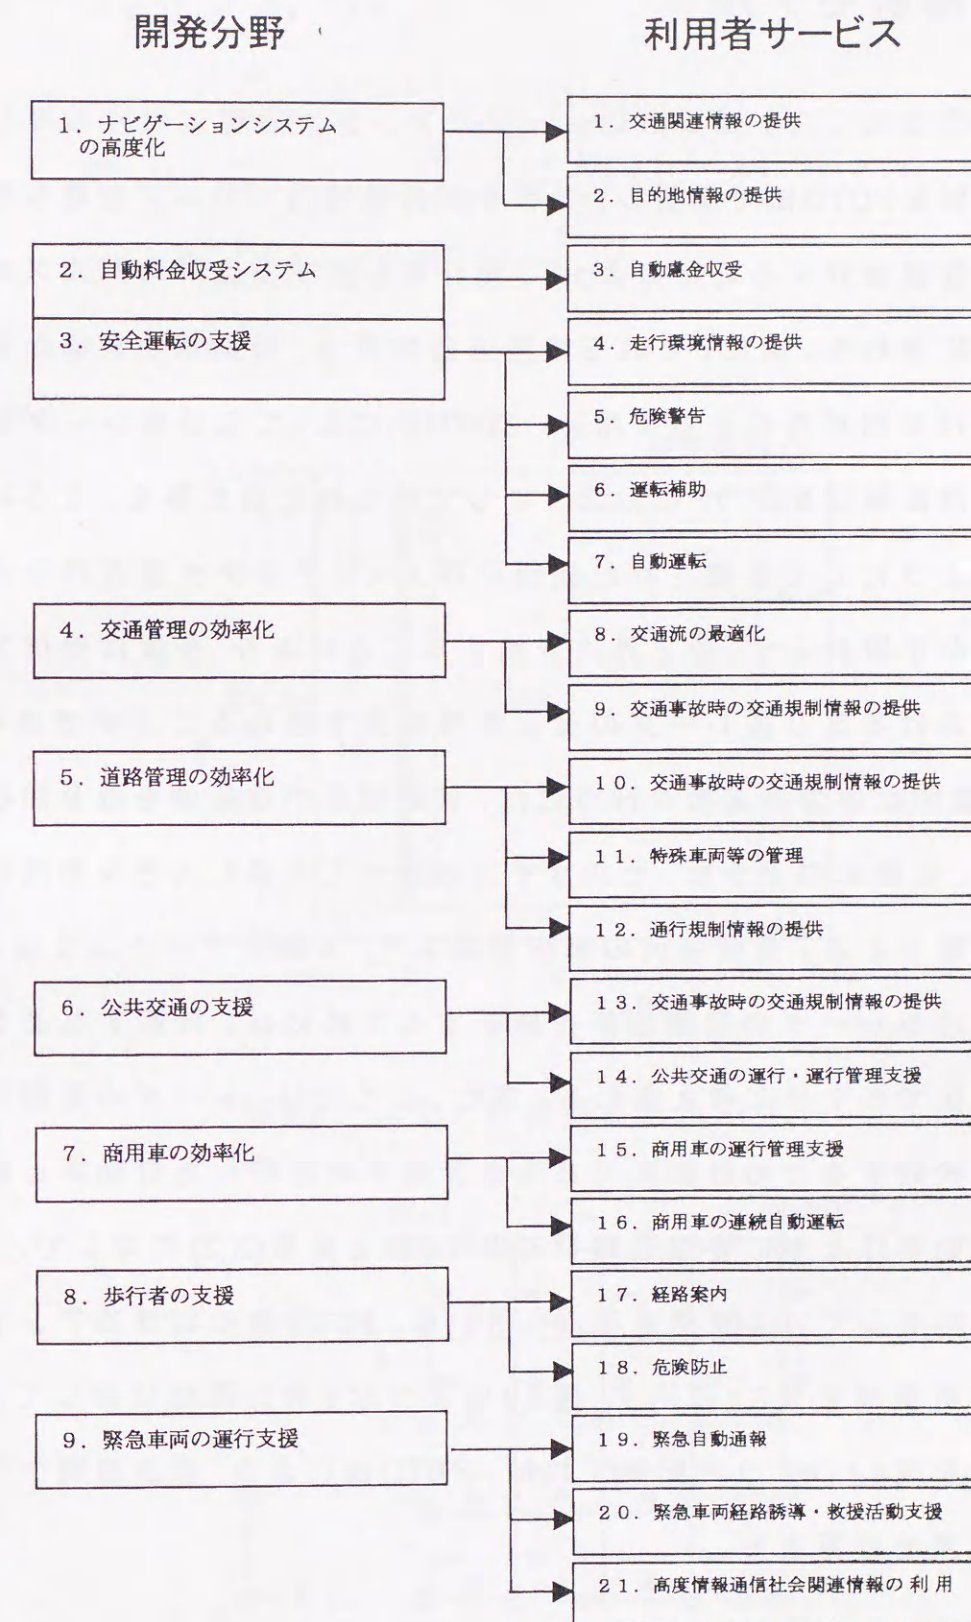 開発分野
利用者サービス
１．ナビゲーションシステム
の高度化
１．交通関連情報の提供
２．目的地情報の提供
２．自動料金収受システム
３．自動慮金収受
３．安全運転の支援
４．走行環境情報の提供
５．危険警告
６．運転補助
７．自動運転
４．交通管理の効率化
８．交通流の最適化
９．交通事故時の交通規制情報の提供
５．道路管理の効率化
１０．交通事故時の交通規制情報の提供
１１．特殊車両等の管理
１２．通行規制情報の提供
６．公共交通の支援
１３．交通事故時の交通規制情報の提供
１４．公共交通の運行・運行管理支援
７．商用車の効率化
１５．商用車の運行管理支援
１６．商用車の連続自動運転
８．歩行者の支援
１７．経路案内
１８．危険防止
９．緊急車両の運行支援
１９．緊急自動通報
２０．緊急車両経路誘導・救援活動支援
２１．高度情報通信社会関連情報の利用